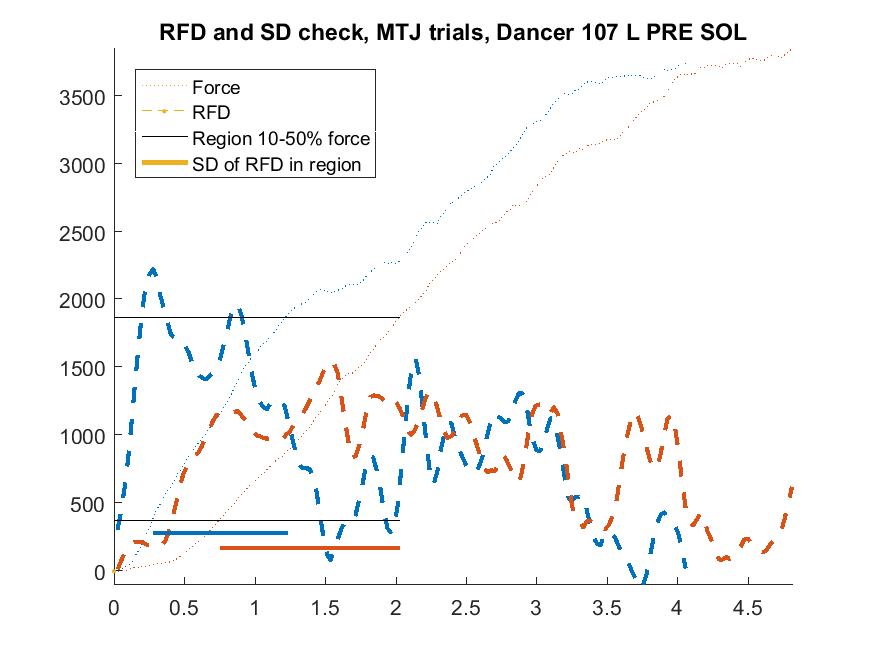 RFD and SD check, MTJ trials, Dancer 107 L PRE SOL
Force
RFD
Region 10-50% force
SD of RFD in region
3500
3000
2500
2000
1500
1000
500
0
0 0.5 1 1.5 2 2.5 3 3.5 4 4.5